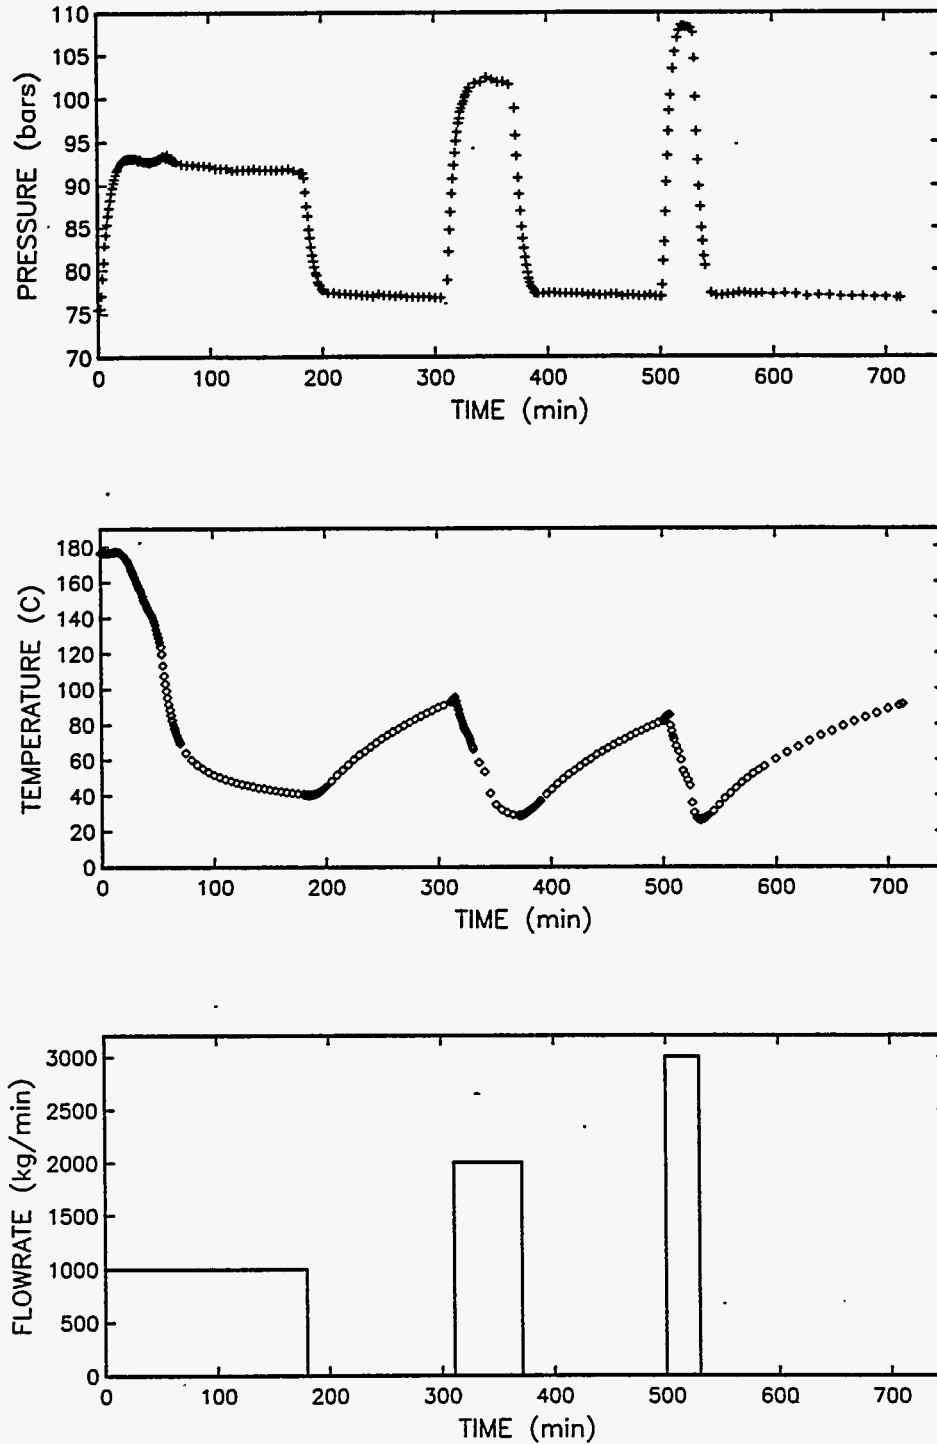 110
105
100
95
90
85
80
75
70
PRESSURE (bars)
0 100 200 300 400 500 600 700
TIME (min)
180
160
140
120
100
80
60
40
20
0
TEMPERATURE (C)
0 100 200 300 400 500 600 700
TIME (min)
3000
2500
2000
1500
1000
500
0
FLOWRATE (kg/min)
0 100 200 300 400 500 600 700
TIME (min)